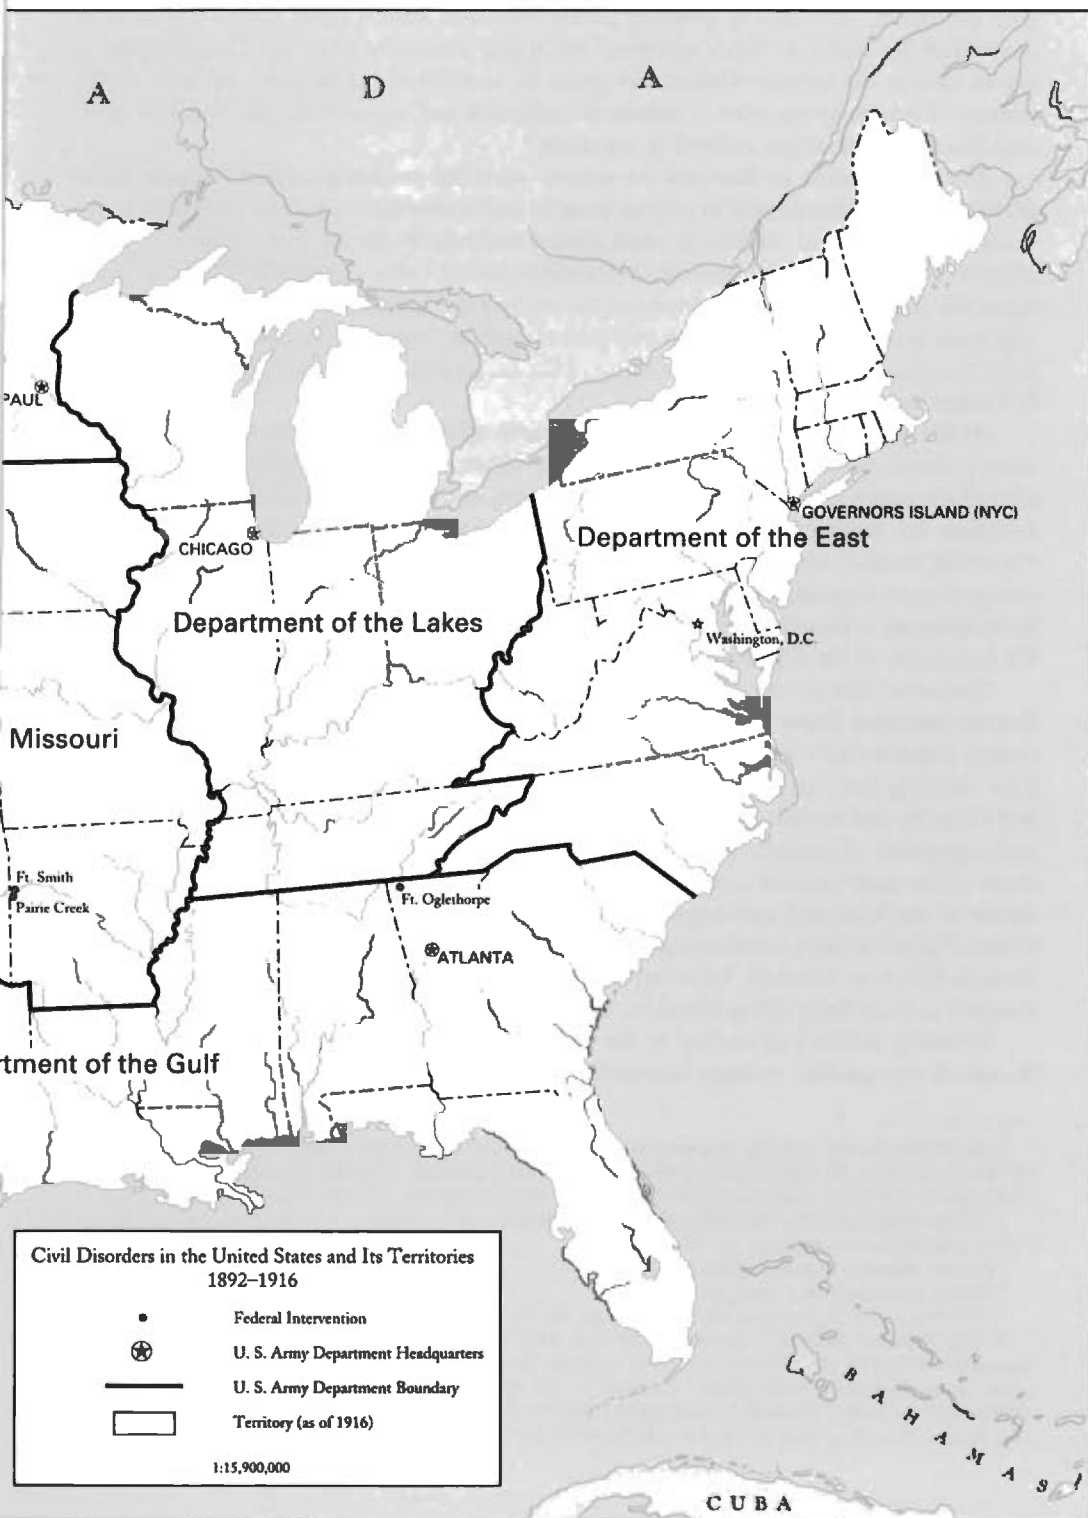 A D A
PAUL
CHICAGO
GOVERNORS ISLAND (NYC)
Department of the East
Department of the Lakes
Washington, D.C.
Missouri
Ft. Smith
Pairie Creek
Ft. Oglethorpe
ATLANTA
rtment of the Gulf
Civil Disorders in the United States and Its Territories
1892–1916
Federal Intervention
U. S. Army Department Headquarters
U. S. Army Department Boundary
Territory (as of 1916)
1:15,900,000
BAHAMAS
CUBA